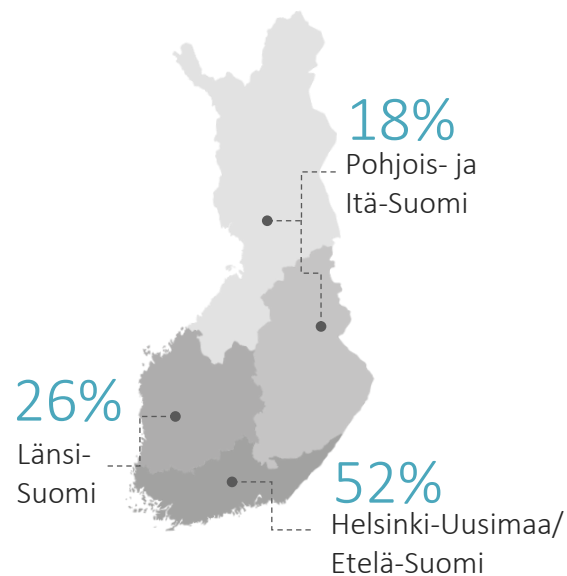 18%
Pohjois- ja
Itä-Suomi
26%
Länsi-
Suomi
52%
Helsinki-Uusimaa/
Etelä-Suomi